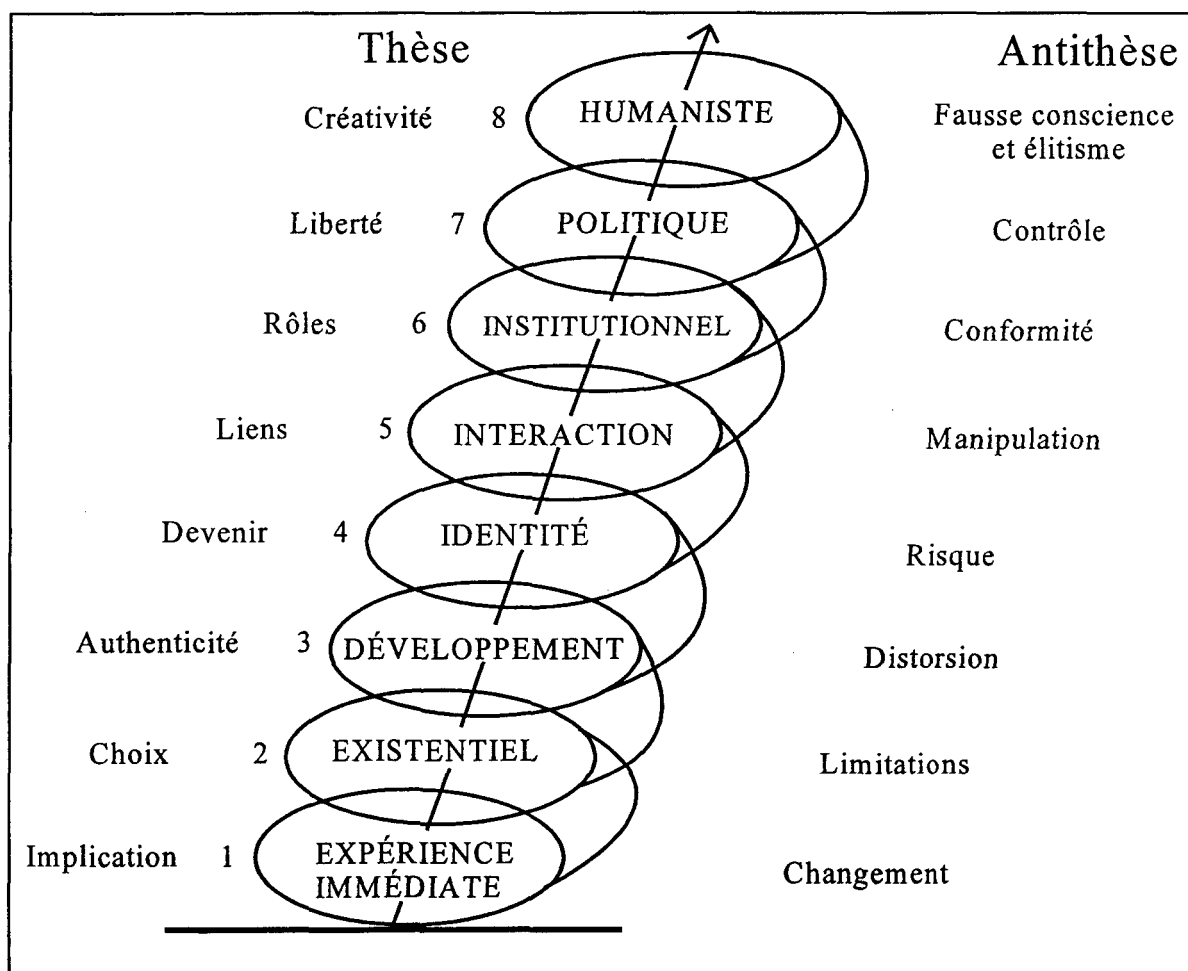 Thèse
Antithèse
Créativité 8 HUMANISTE Fausse conscience
et élitisme
Liberté 7 POLITIQUE Contrôle
Rôles 6 INSTITUTIONNEL Conformité
Liens 5 INTERACTION Manipulation
Devenir 4 IDENTITÉ Risque
Authenticité 3 DÉVELOPPEMENT Distorsion
Choix 2 EXISTENTIEL Limitations
Implication 1 EXPÉRIENCE
IMMÉDIATE Changement